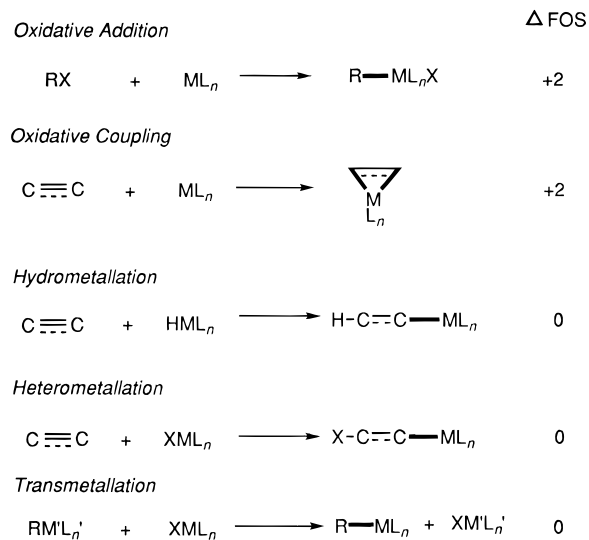 Δ FOS
Oxidative Addition
RX + MLn R—MLnX +2
Oxidative Coupling
C C + MLn M Ln +2
Hydrometallation
C C + HMLn H-C C—MLn 0
Heterometallation
C C + XMLn X-C C—MLn 0
Transmetallation
RM'Ln' + XMLn R—MLn + XM'Ln' 0